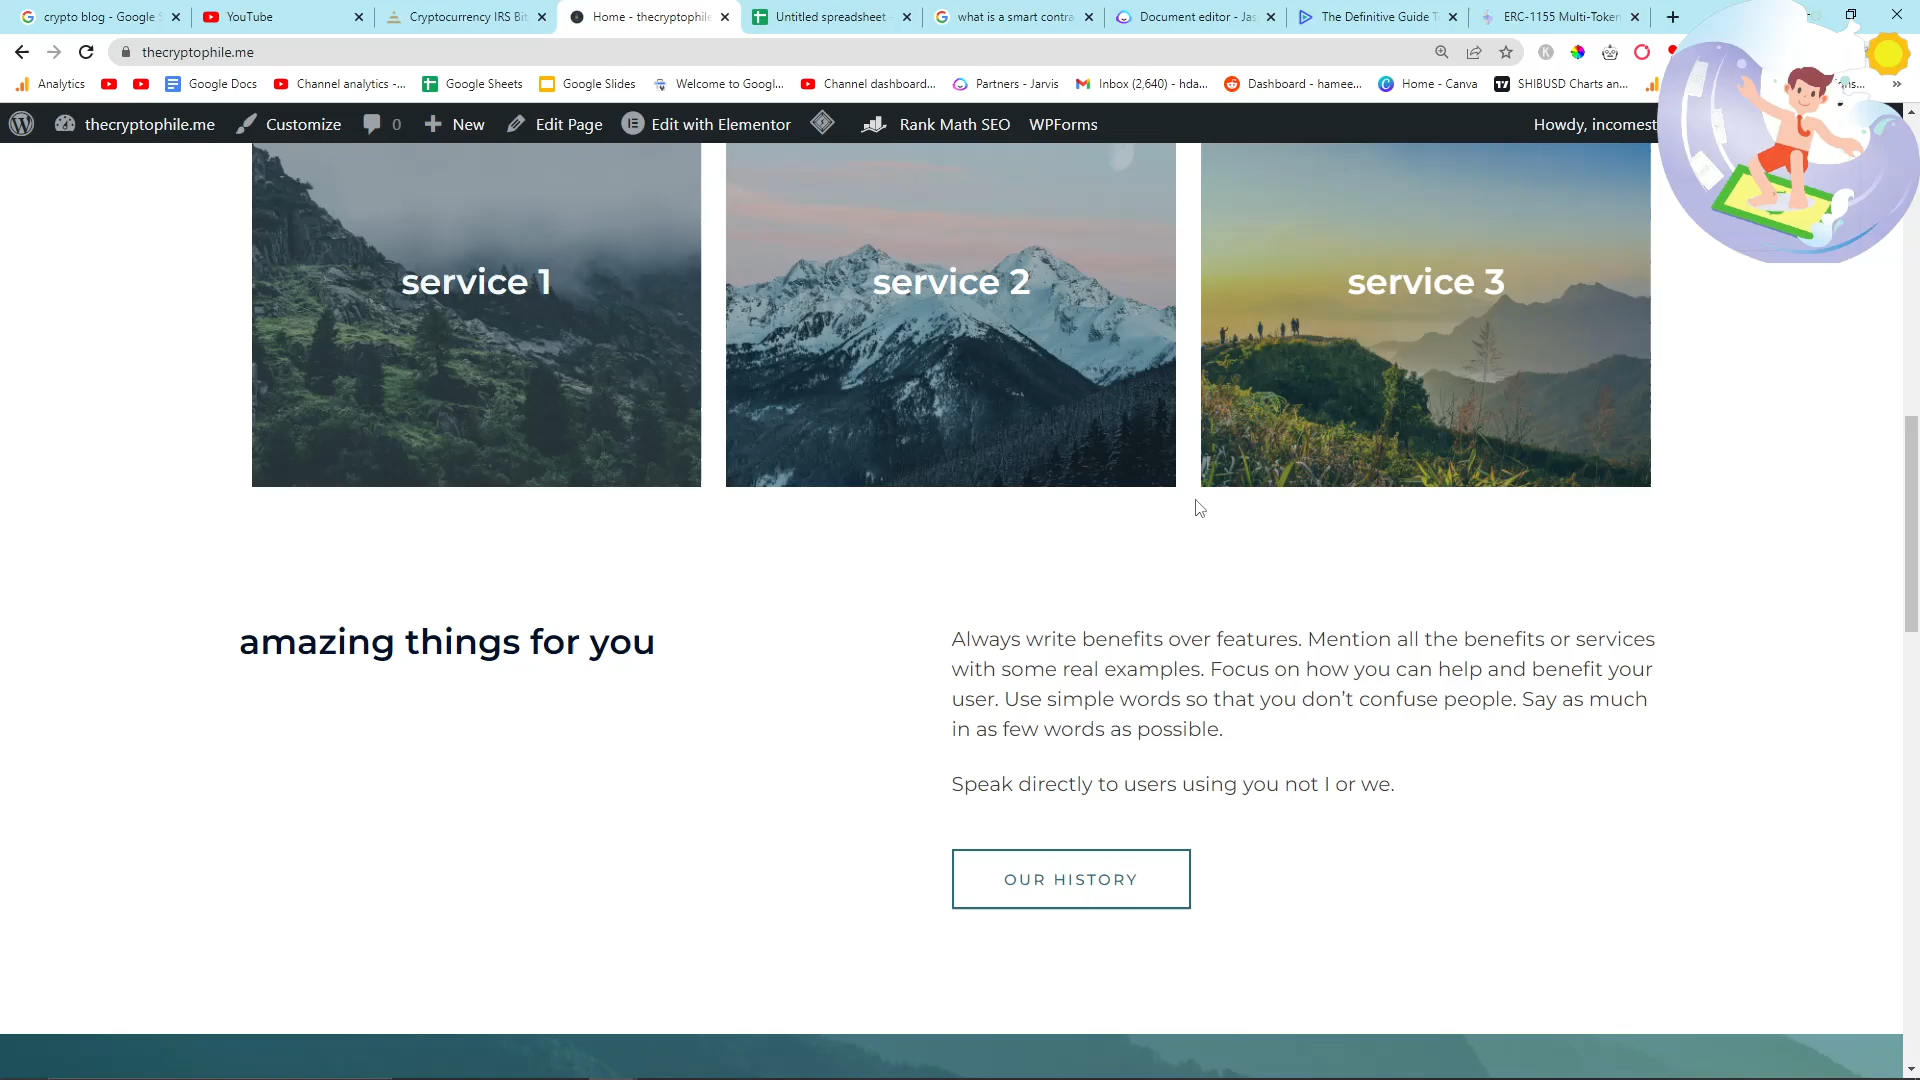 crypto blog - Google S
YouTube
Cryptocurrency IRS Bit
Home - thecryptophile
Untitled spreadsheet -
what is a smart contra
Document editor - Jas
The Definitive Guide T
ERC-1155 Multi-Token
thecryptophile.me
Analytics
Google Docs
Channel analytics -...
Google Sheets
Google Slides
Welcome to Googl...
Channel dashboard...
Partners - Jarvis
Inbox (2,640) - hda...
Dashboard - hamee...
Home - Canva
SHIBUSD Charts an...
thecryptophile.me
Customize
0
New
Edit Page
Edit with Elementor
Rank Math SEO
WPForms
Howdy, incomest
service 1
service 2
service 3
amazing things for you
Always write benefits over features. Mention all the benefits or services
with some real examples. Focus on how you can help and benefit your
user. Use simple words so that you don't confuse people. Say as much
in as few words as possible.
Speak directly to users using you not I or we.
OUR HISTORY